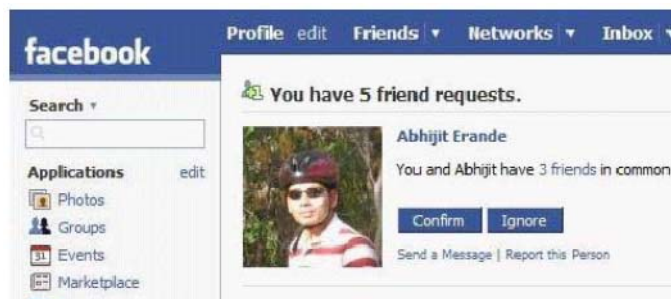 facebook
Profile edit Friends Networks Inbox
Search
Applications edit
Photos
Groups
31 Events
Marketplace
You have 5 friend requests.
Abhijit Erande
You and Abhijit have 3 friends in common
Confirm Ignore
Send a Message | Report this Person